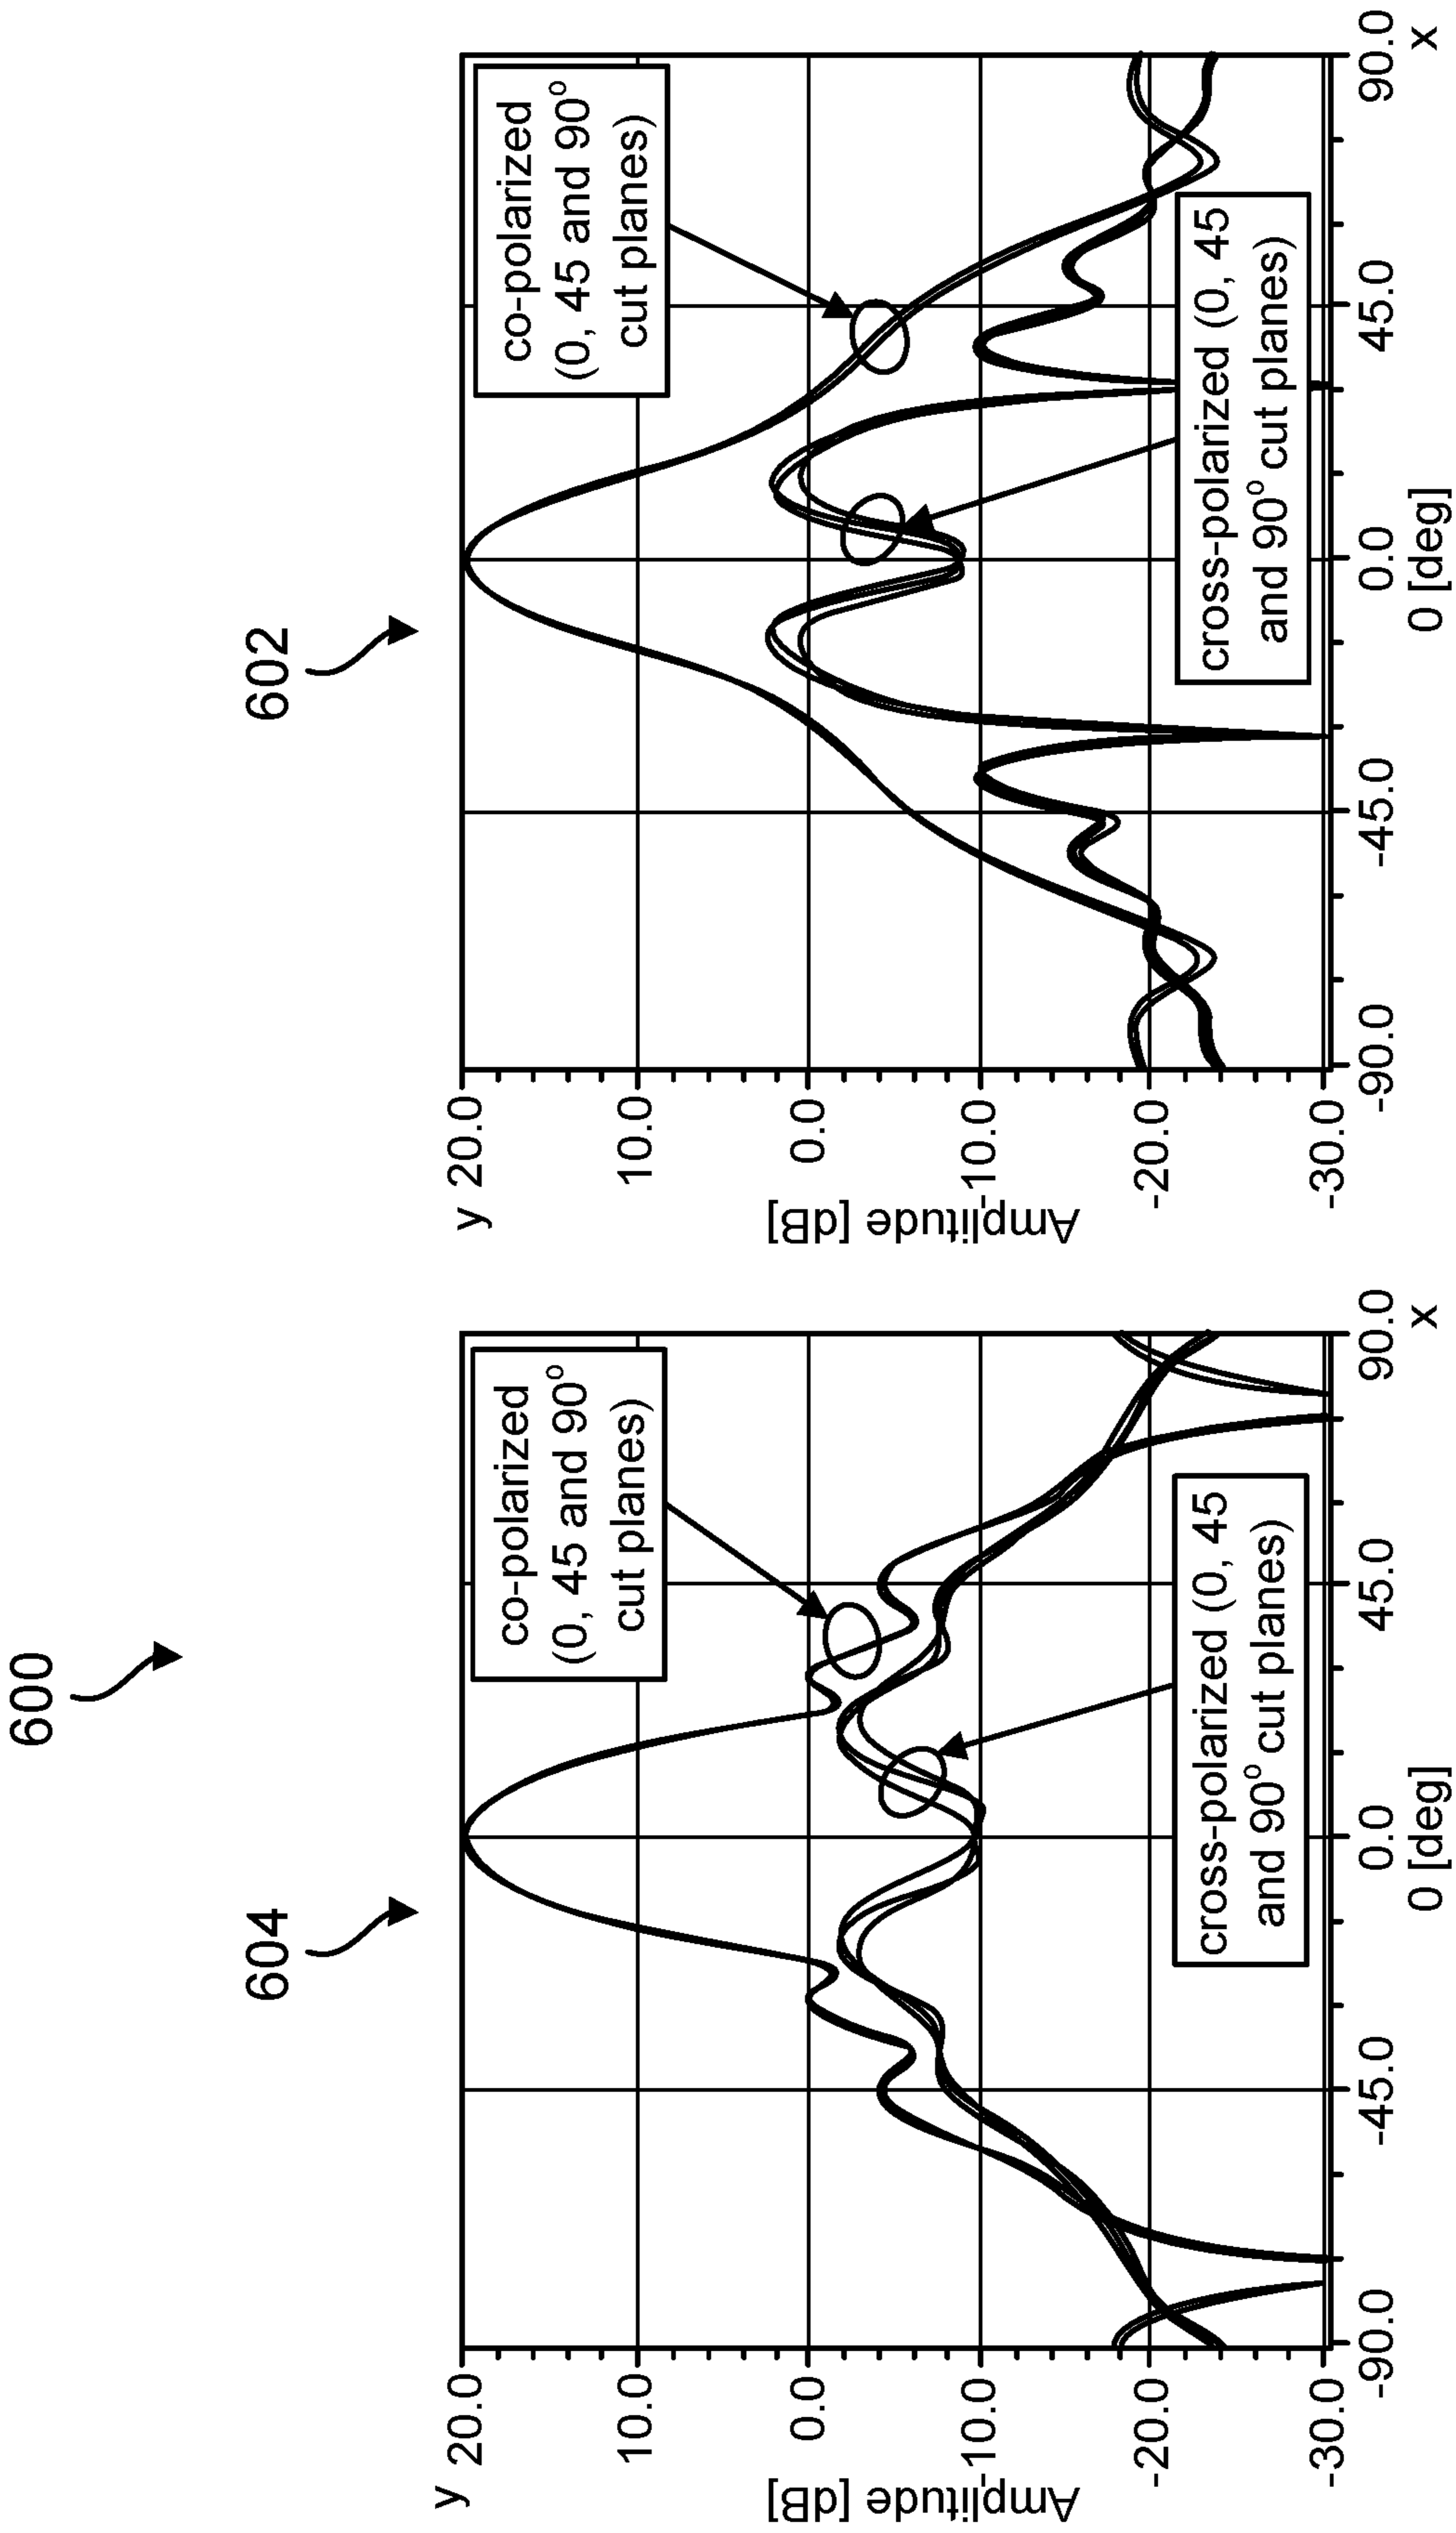 600
604
y
20.0
10.0
0.0
-10.0
-20.0
-30.0
Amplitude [dB]
co-polarized
(0, 45 and 90°
cut planes)
cross-polarized (0, 45
and 90° cut planes)
-90.0
-45.0
0.0
45.0
90.0
x
0 [deg]
602
y
20.0
10.0
0.0
-10.0
-20.0
-30.0
Amplitude [dB]
co-polarized
(0, 45 and 90°
cut planes)
cross-polarized (0, 45
and 90° cut planes)
-90.0
-45.0
0.0
45.0
90.0
x
0 [deg]